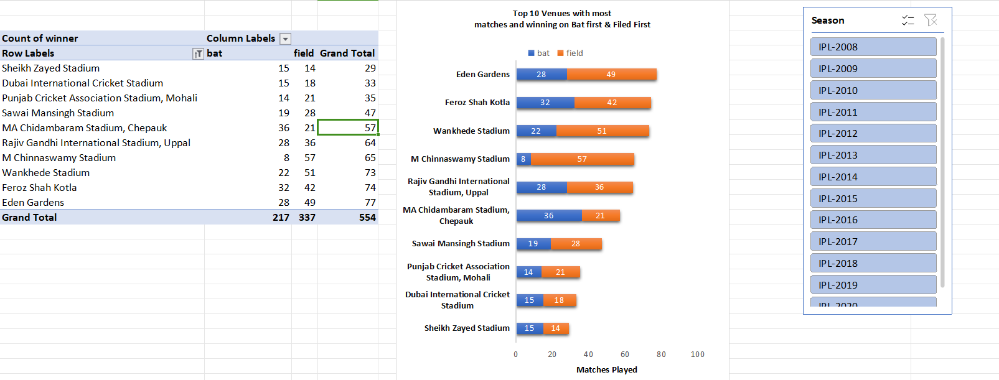 Count of winner Column Labels
Row Labels bat field Grand Total
Sheikh Zayed Stadium 15 14 29
Dubai International Cricket Stadium 15 18 33
Punjab Cricket Association Stadium, Mohali 14 21 35
Sawai Mansingh Stadium 19 28 47
MA Chidambaram Stadium, Chepauk 36 21 57
Rajiv Gandhi International Stadium, Uppal 28 36 64
M Chinnaswamy Stadium 8 57 65
Wankhede Stadium 22 51 73
Feroz Shah Kotla 32 42 74
Eden Gardens 28 49 77
Grand Total 217 337 554
Top 10 Venues with most
matches and winning on Bat first & Filed First
bat field
Eden Gardens 28 49
Feroz Shah Kotla 32 42
Wankhede Stadium 22 51
M Chinnaswamy Stadium 8 57
Rajiv Gandhi International
Stadium, Uppal 28 36
MA Chidambaram Stadium,
Chepauk 36 21
Sawai Mansingh Stadium 19 28
Punjab Cricket Association
Stadium, Mohali 14 21
Dubai International Cricket
Stadium 15 18
Sheikh Zayed Stadium 15 14
0 20 40 60 80 100
Matches Played
Season
IPL-2008
IPL-2009
IPL-2010
IPL-2011
IPL-2012
IPL-2013
IPL-2014
IPL-2015
IPL-2016
IPL-2017
IPL-2018
IPL-2019
IPL-2020